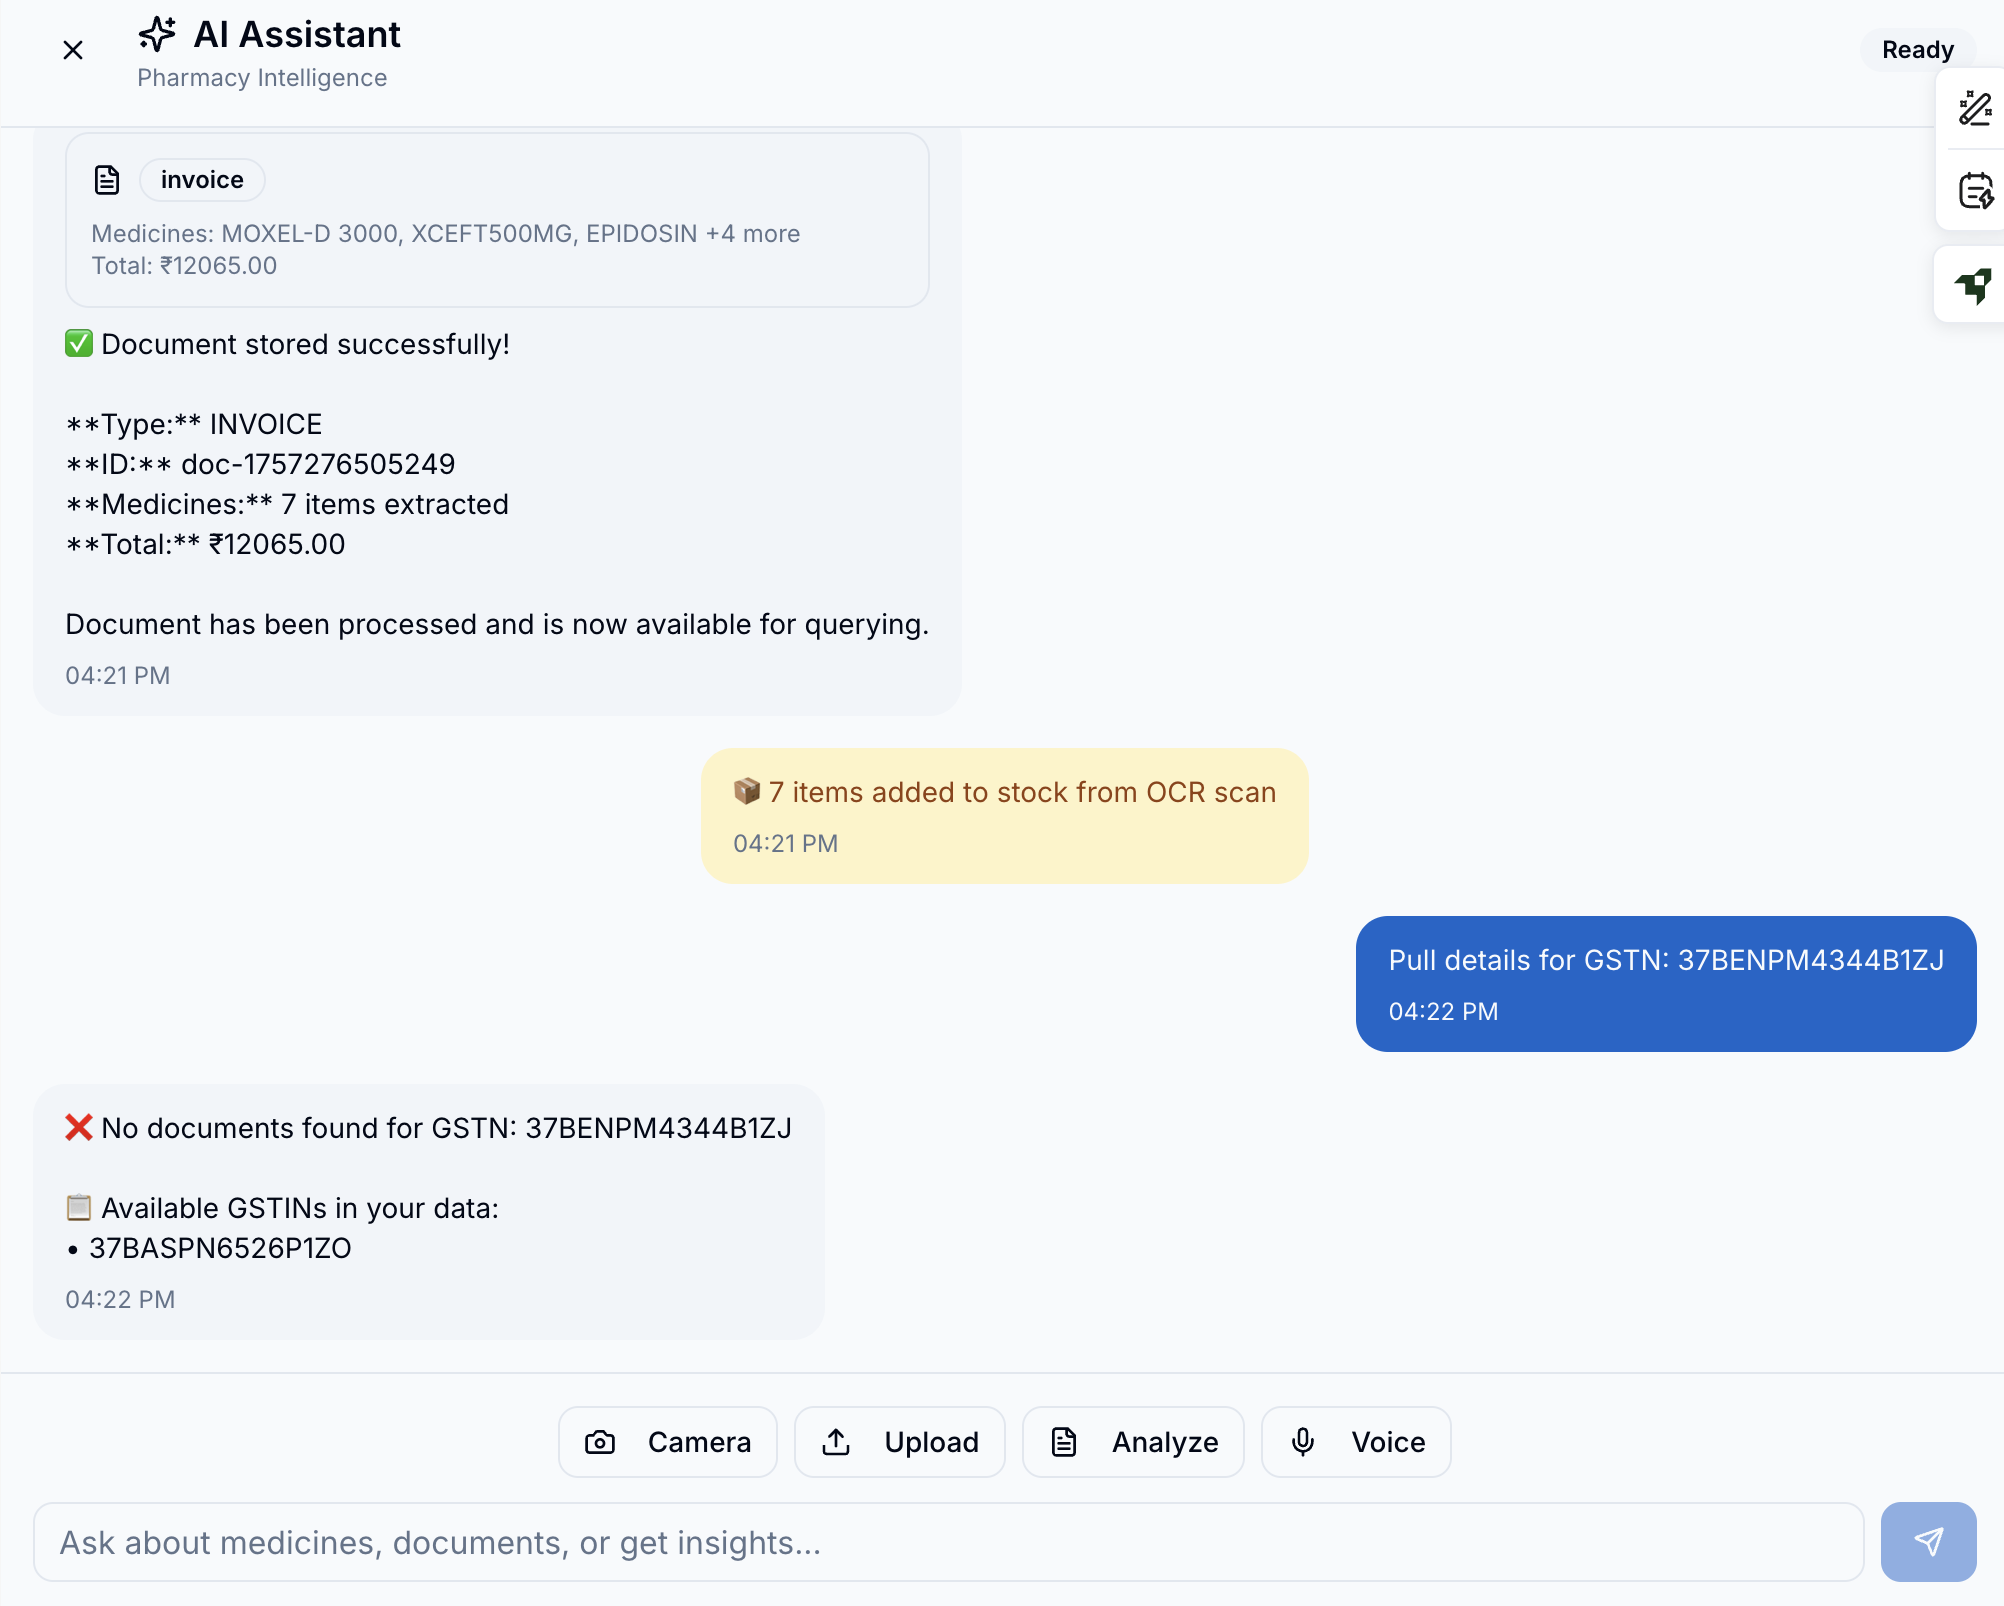 AI Assistant
Pharmacy Intelligence
Ready
invoice
Medicines: MOXEL-D 3000, XCEFT500MG, EPIDOSIN +4 more
Total: ₹12065.00
✅ Document stored successfully!
**Type:** INVOICE
**ID:** doc-1757276505249
**Medicines:** 7 items extracted
**Total:** ₹12065.00
Document has been processed and is now available for querying.
04:21 PM
📦 7 items added to stock from OCR scan
04:21 PM
Pull details for GSTN: 37BENPM4344B1ZJ
04:22 PM
❌ No documents found for GSTN: 37BENPM4344B1ZJ
📋 Available GSTINs in your data:
• 37BASPN6526P1ZO
04:22 PM
Camera
Upload
Analyze
Voice
Ask about medicines, documents, or get insights...